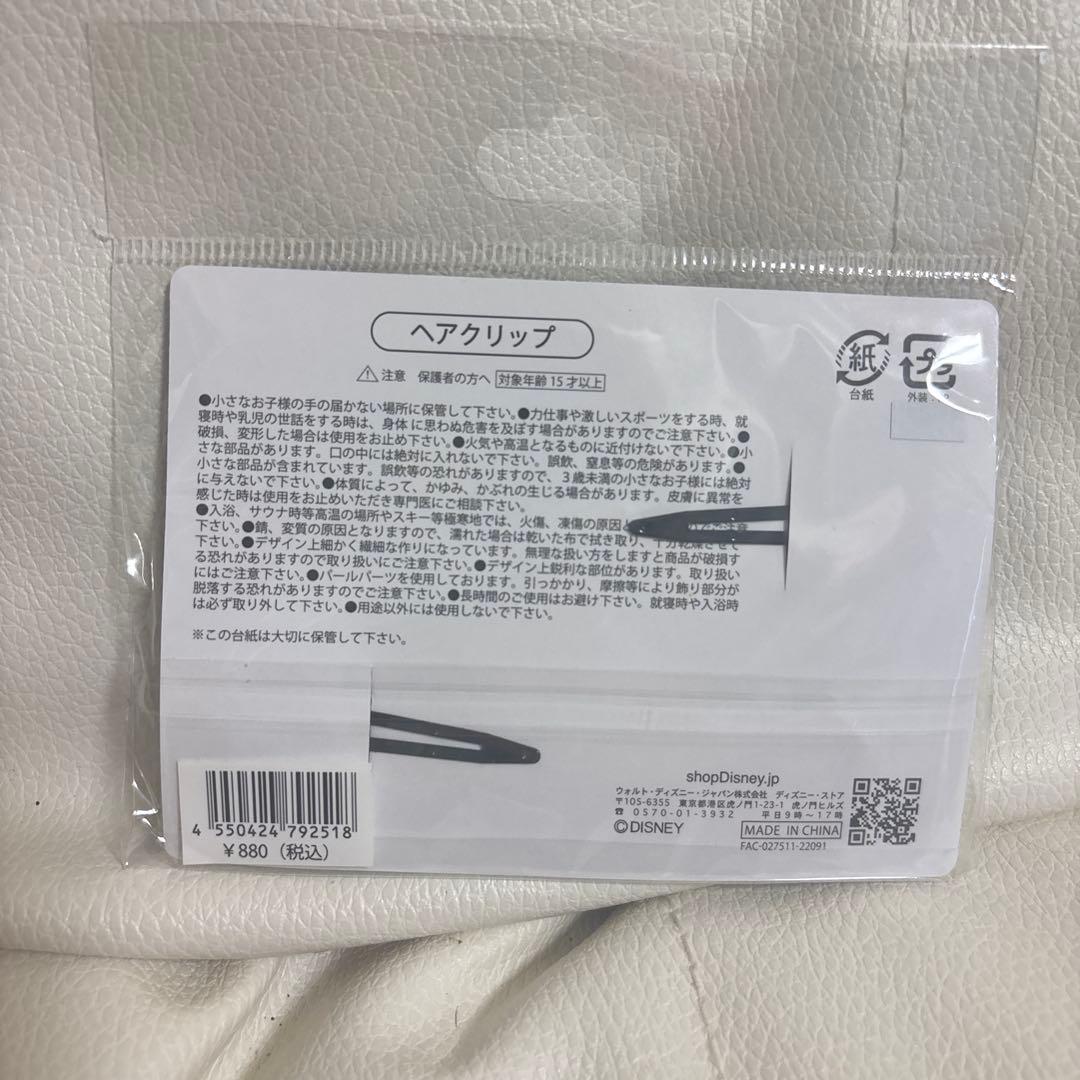 ヘアクリップ
紙
台紙
プラ
外装
⚠注意 保護者の方へ 対象年齢15才以上
●小さなお子様の手の届かない場所に保管して下さい。●力仕事や激しいスポーツをする時、就
寝時や乳児の世話をする時は、身体に思わぬ危害を及ぼす場合がありますのでご注意下さい。●
破損、変形した場合は使用をお止め下さい。●火気や高温となるものに近付けないで下さい。●小
さな部品があります。口の中には絶対に入れないで下さい。誤飲、窒息等の危険があります。●
小さな部品が含まれています。誤飲等の恐れがありますので、3歳未満の小さなお子様には絶対
に与えないで下さい。●体質によって、かゆみ、かぶれの生じる場合があります。皮膚に異常を
感じた時は使用をお止めいただき専門医にご相談下さい。
●入浴、サウナ時等高温の場所やスキー等極寒地では、火傷、凍傷の原因と のでご注意
下さい。●錆、変質の原因となりますので、濡れた場合は乾いた布で拭き取り、十分乾燥させて
下さい。●デザイン上細かく繊細な作りになっています。無理な扱い方をしますと商品が破損す
る恐れがありますので取り扱いにご注意下さい。●デザイン上鋭利な部位があります。取り扱い
にはご注意下さい。●パールパーツを使用しております。引っかかり、摩擦等により飾り部分が
脱落する恐れがありますのでご注意下さい。●長時間のご使用はお避け下さい。就寝時や入浴時
は必ず取り外して下さい。●用途以外には使用しないで下さい。
※この台紙は大切に保管して下さい。
shopDisney.jp
ウォルト・ディズニー・ジャパン株式会社 ディズニー・ストア
〒105-6355 東京都港区虎ノ門1-23-1 虎ノ門ヒルズ
☎0570-01-3932 平日9時〜17時
©DISNEY MADE IN CHINA
FAC-027511-22091
4 550424 792518
¥880(税込)